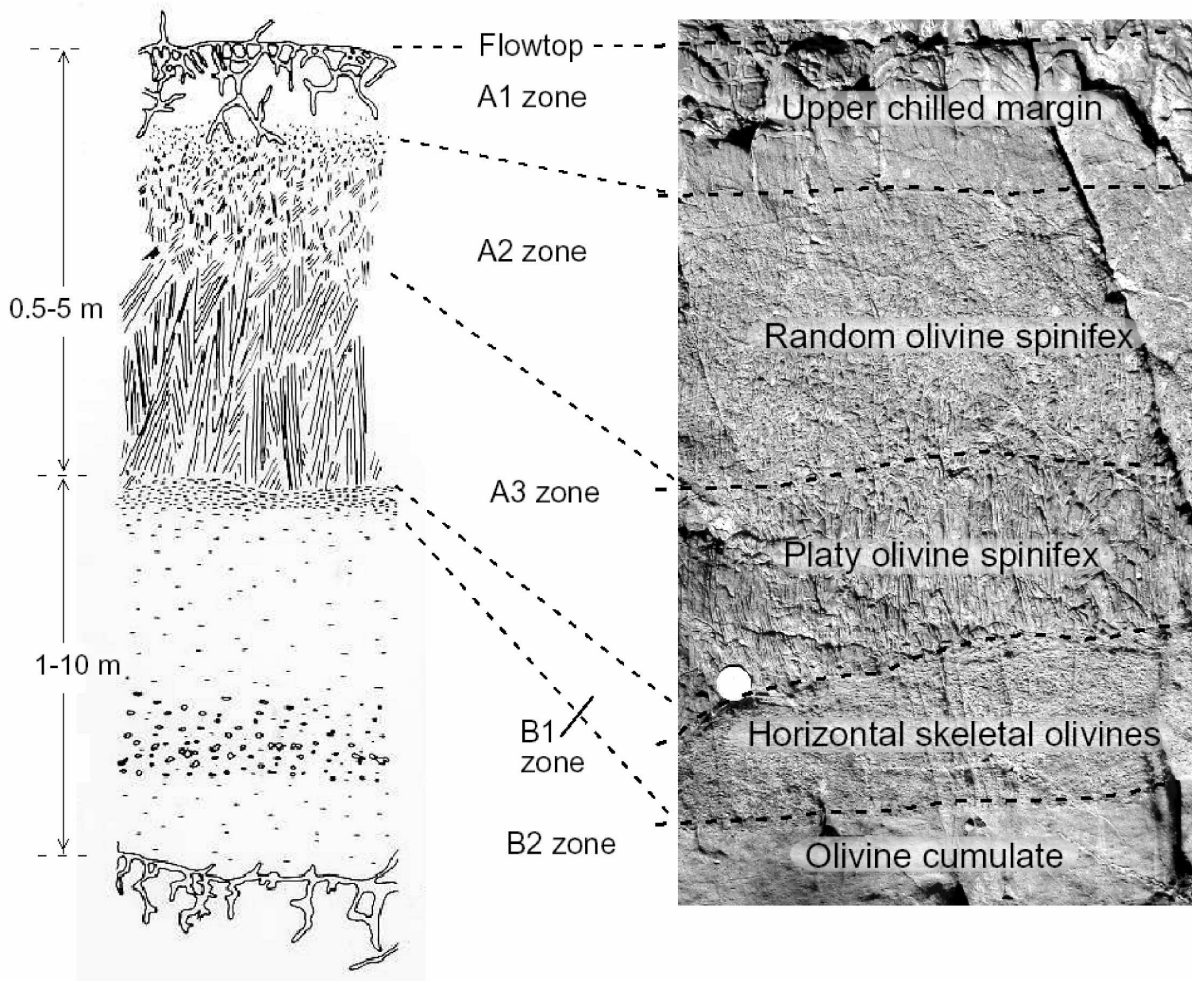 Flowtop
A1 zone
Upper chilled margin
A2 zone
0.5-5 m
Random olivine spinifex
A3 zone
Platy olivine spinifex
1-10 m
B1
zone
Horizontal skeletal olivines
B2 zone
Olivine cumulate